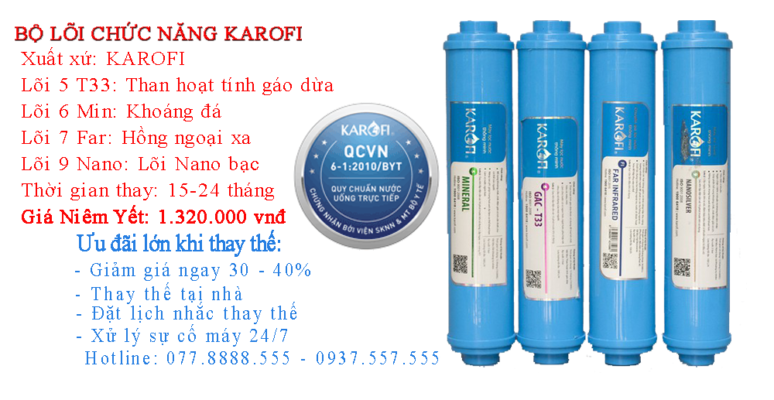 BỘ LÕI CHỨC NĂNG KAROFI
Xuất xứ: KAROFI
Lõi 5 T33: Than hoạt tính gáo dừa
Lõi 6 Min: Khoáng đá
Lõi 7 Far: Hồng ngoại xa
Lõi 9 Nano: Lõi Nano bạc
Thời gian thay: 15-24 tháng
Giá Niêm Yết: 1.320.000 vnđ
Ưu đãi lớn khi thay thế:
- Giảm giá ngay 30 - 40%
- Thay thế tại nhà
- Đặt lịch nhắc thay thế
- Xử lý sự cố máy 24/7
Hotline: 077.8888.555 - 0937.557.555
KAROFI
QCVN
6-1:2010/BYT
QUY CHUẨN NƯỚC
UỐNG TRỰC TIẾP
CHỨNG NHẬN BỞI VIỆN SKNN & MT BỘ Y TẾ
KAROFI
MINERAL
KAROFI
GAC - T33
KAROFI
FAR INFRARED
KAROFI
NANOSILVER